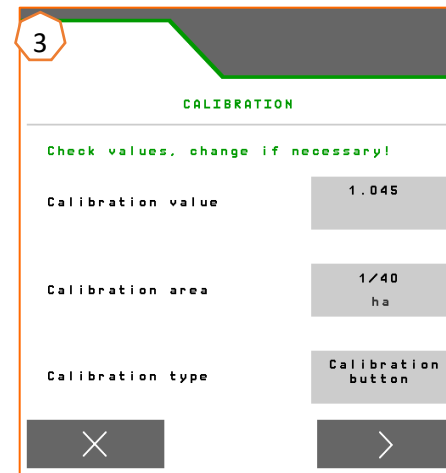 3
CALIBRATION
Check values, change if necessary!
Calibration value
1.045
Calibration area
1/40
ha
Calibration type
Calibration
button